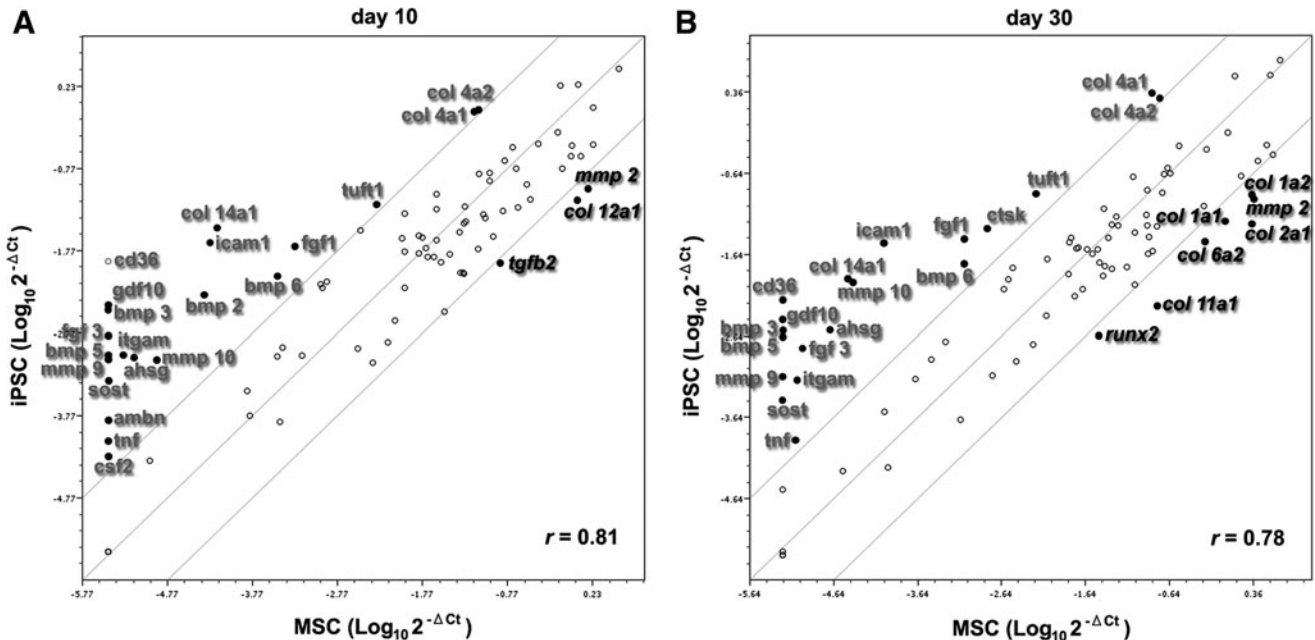 A
day 10
0.23
-0.77
-1.77
-3.77
-4.77
-5.77
-4.77
-3.77
-2.77
-1.77
-0.77
0.23
iPSC (Log10 2-ΔCt)
MSC (Log10 2-ΔCt)
col 4a2
col 4a1
tuft1
mmp 2
col 12a1
col 14a1
icam1
fgf1
tgfb2
cd36
bmp 6
gdf10
bmp 2
bmp 3
fgf 3
itgam
bmp 5
mmp 10
mmp 9
ahsg
sost
ambn
tnf
csf2
r = 0.81
B
day 30
0.36
-0.64
-1.64
-2.64
-3.64
-4.64
-5.64
-4.64
-3.64
-2.64
-1.64
-0.64
0.36
iPSC (Log10 2-ΔCt)
MSC (Log10 2-ΔCt)
col 4a1
col 4a2
tuft1
col 1a2
mmp 2
col 1a1
col 2a1
fgf1
ctsk
icam1
col 6a2
col 14a1
bmp 6
mmp 10
cd36
col 11a1
gdf10
bmp 3
ahsg
runx2
bmp 5
fgf 3
mmp 9
itgam
sost
tnf
r = 0.78